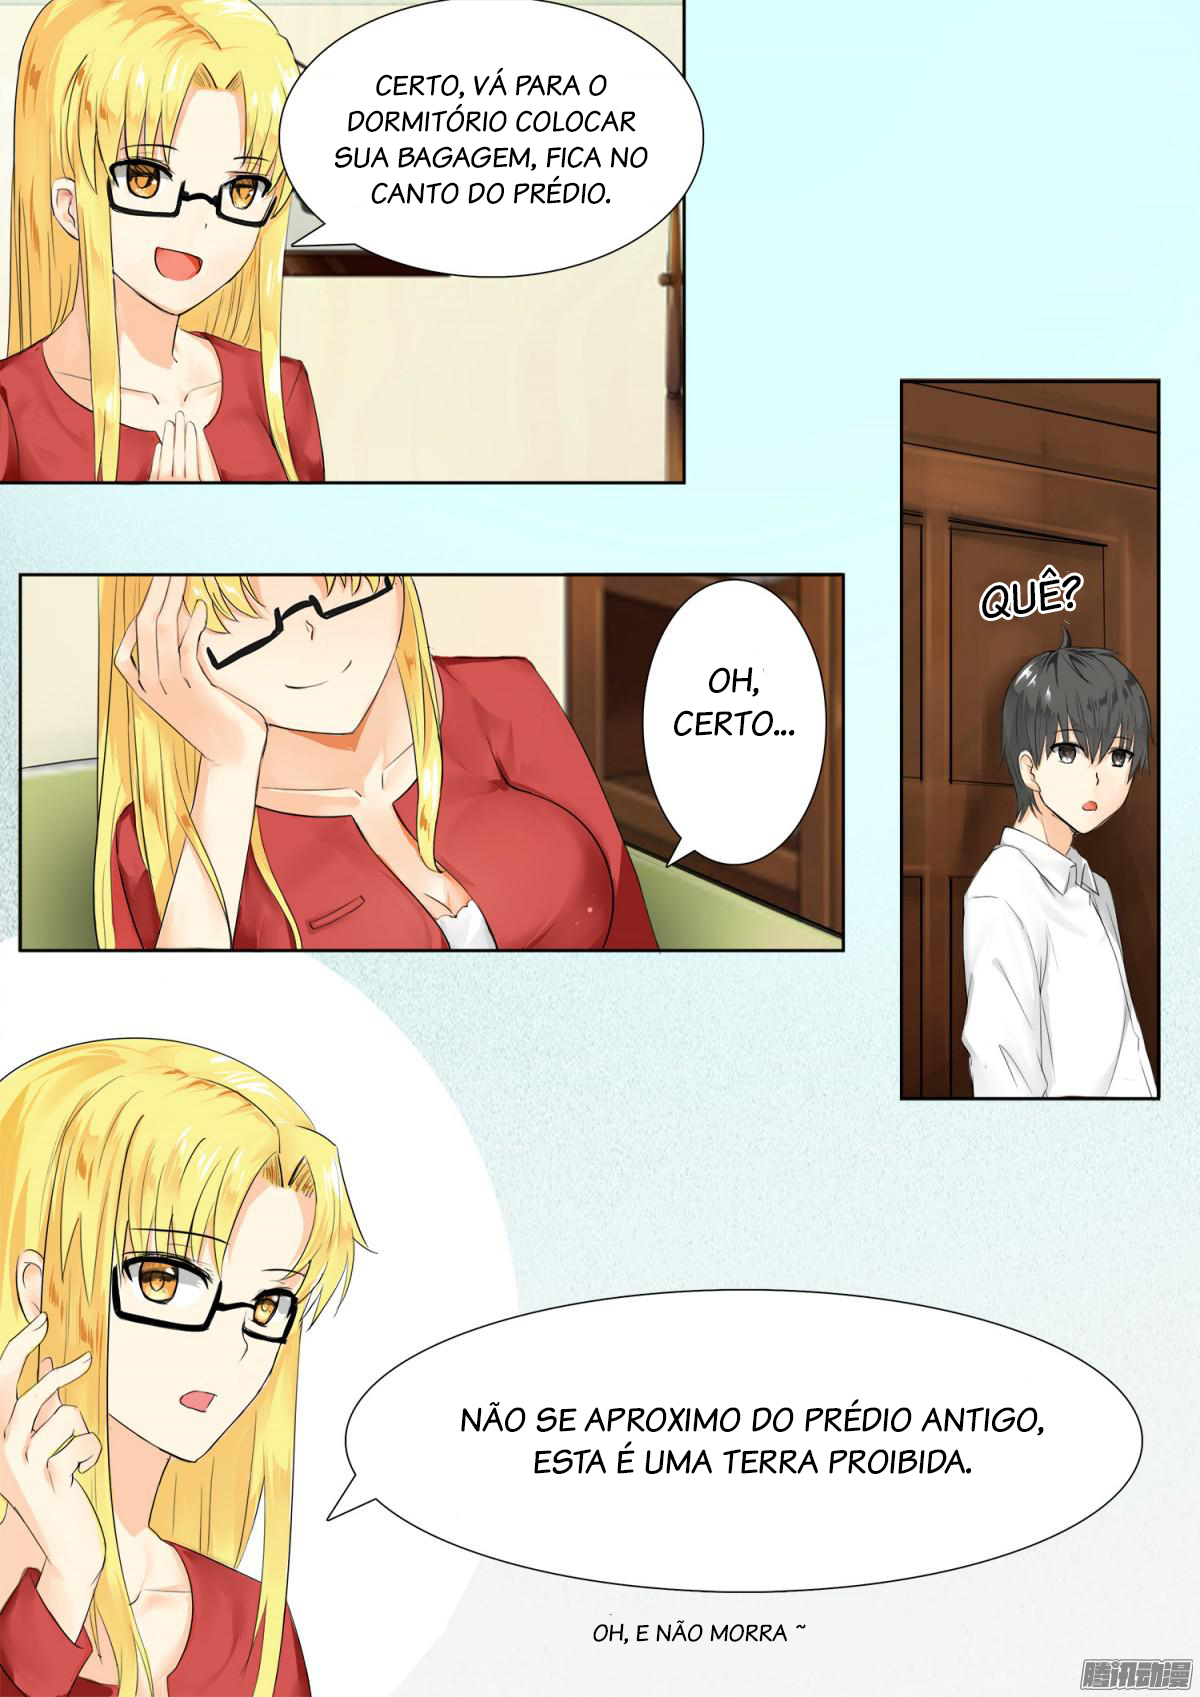 CERTO, VÁ PARA O
DORMITÓRIO COLOCAR
SUA BAGAGEM, FICA NO
CANTO DO PRÉDIO.
QUÊ?
OH,
CERTO...
NÃO SE APROXIMO DO PRÉDIO ANTIGO,
ESTA É UMA TERRA PROIBIDA.
OH, E NÃO MORRA ~
腾讯动漫